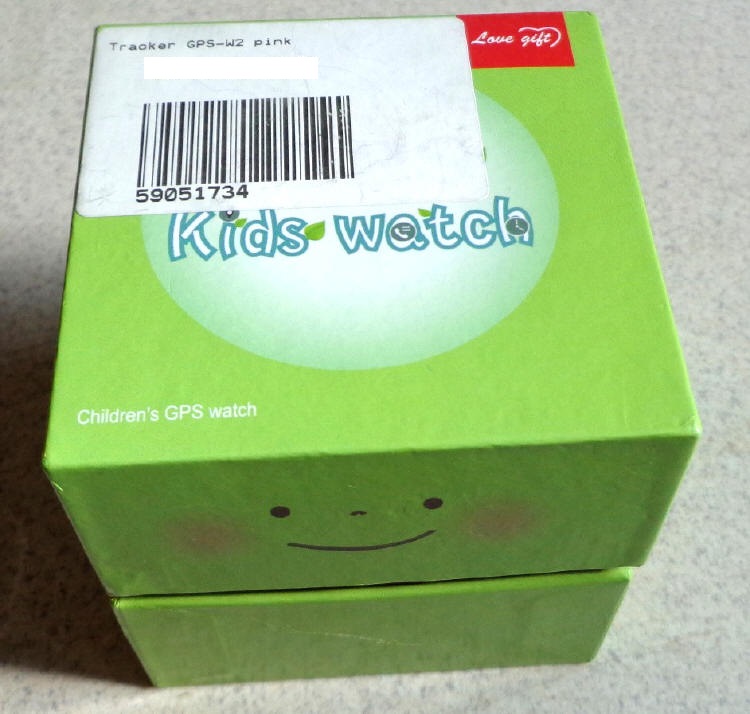 Tracker GPS-W2 pink
Love gift
59051734
Kids watch
Children's GPS watch